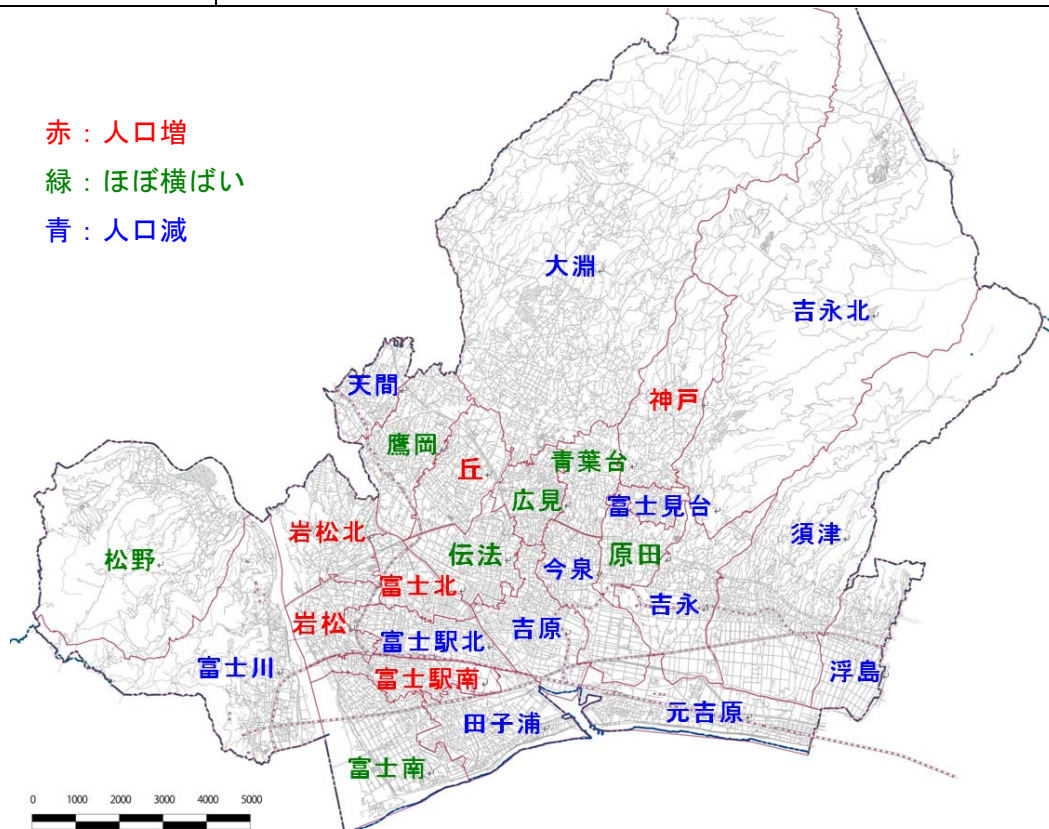 赤：人口増
緑：ほぼ横ばい
青：人口減
大淵
吉永北
天間
神戸
鷹岡
丘
青葉台
広見
富士見台
岩松北
松野
伝法
今泉
原田
須津
富士北
吉永
岩松
富士駅北
吉原
富士川
富士駅南
浮島
田子浦
元吉原
富士南
0 1000 2000 3000 4000 5000